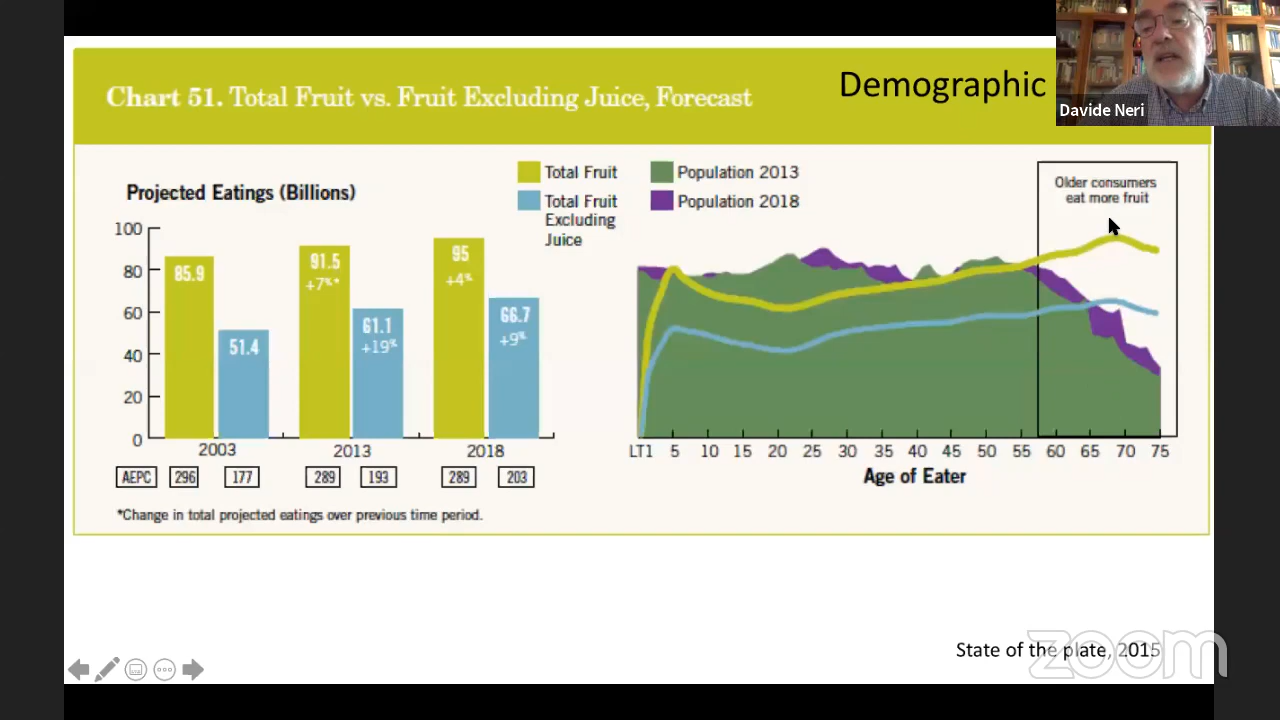 Chart 51. Total Fruit vs. Fruit Excluding Juice, Forecast
Demographic
Davide Neri
Projected Eatings (Billions)
100
80
60
40
20
0
85.9
51.4
91.5
+7%*
61.1
+19%
95
+4%
66.7
+9%
2003
2013
2018
AEPC
296
177
289
193
289
203
*Change in total projected eatings over previous time period.
Total Fruit
Total Fruit
Excluding
Juice
Population 2013
Population 2018
Older consumers
eat more fruit
LT1 5 10 15 20 25 30 35 40 45 50 55 60 65 70 75
Age of Eater
State of the plate, 2015
zoom